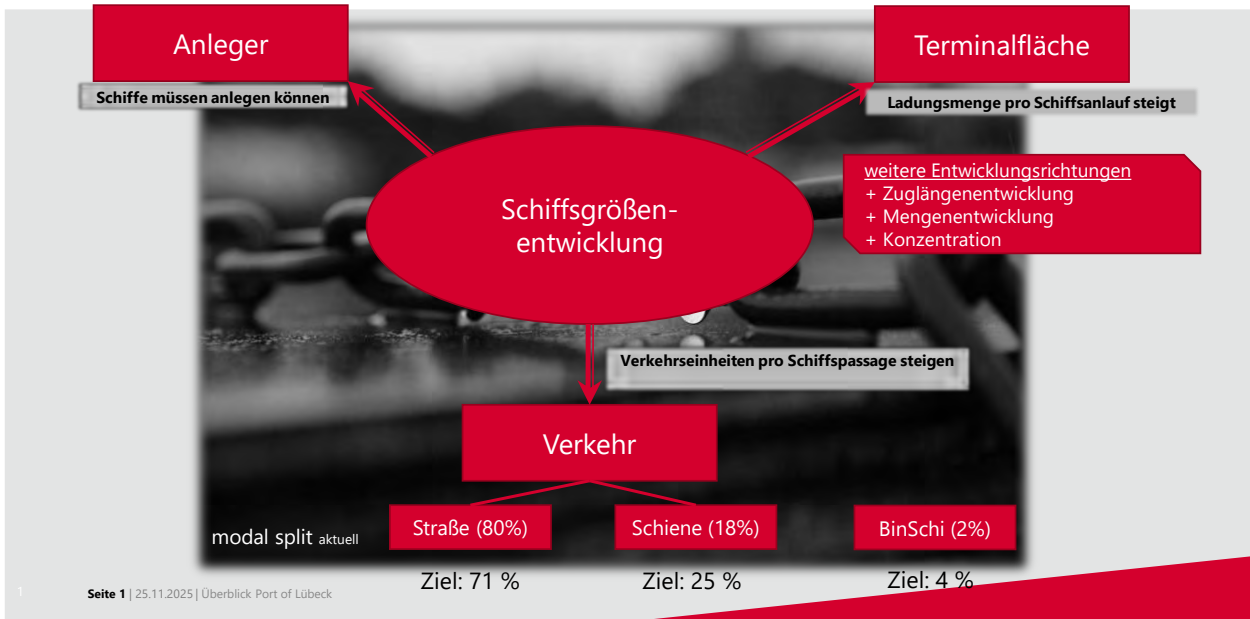 Anleger
Terminalfläche
Schiffe müssen anlegen können
Ladungsmenge pro Schiffsanlauf steigt
weitere Entwicklungsrichtungen
+ Zuglängenentwicklung
+ Mengenentwicklung
+ Konzentration
Schiffsgrößen-
entwicklung
Verkehrseinheiten pro Schiffspassage steigen
Verkehr
modal split aktuell
Straße (80%)
Schiene (18%)
BinSchi (2%)
Ziel: 71 %
Ziel: 25 %
Ziel: 4 %
1
Seite 1 | 25.11.2025 | Überblick Port of Lübeck